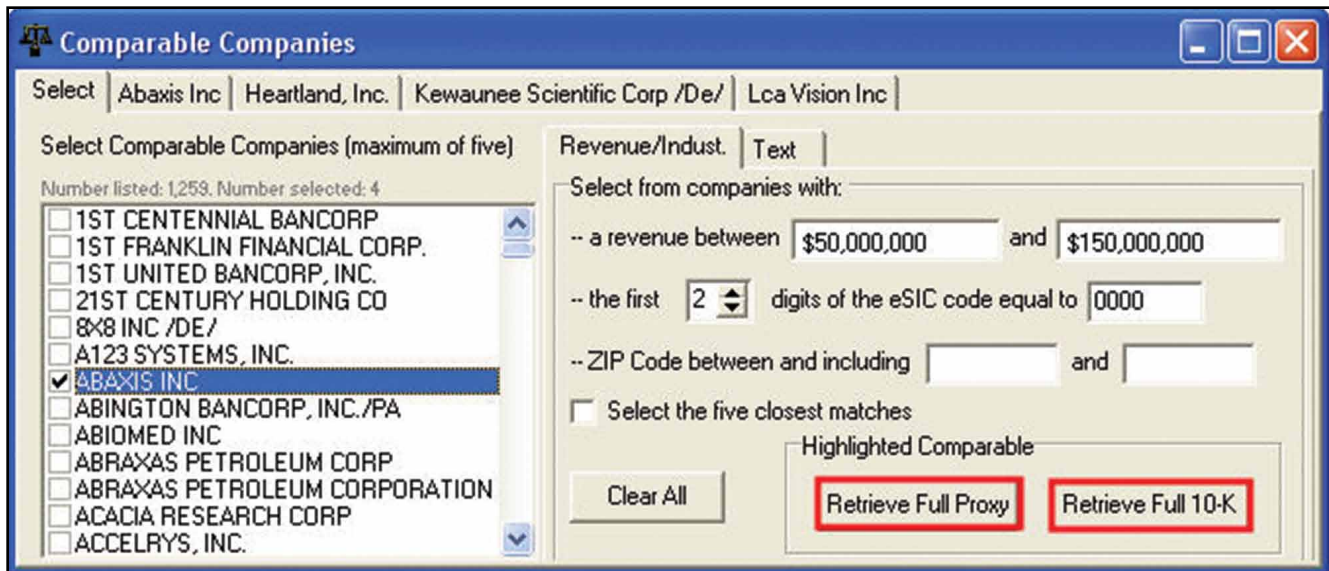 Comparable Companies
Select Abaxis Inc Heartland, Inc. Kewaunee Scientific Corp /De/ Lca Vision Inc
Select Comparable Companies (maximum of five)
Number listed: 1,259. Number selected: 4
1ST CENTENNIAL BANCORP
1ST FRANKLIN FINANCIAL CORP.
1ST UNITED BANCORP, INC.
21ST CENTURY HOLDING CO
8X8 INC /DE/
A123 SYSTEMS, INC.
ABAXIS INC
ABINGTON BANCORP, INC./PA
ABIOMED INC
ABRAXAS PETROLEUM CORP
ABRAXAS PETROLEUM CORPORATION
ACACIA RESEARCH CORP
ACCELRYS, INC.
Revenue/Indust. Text
Select from companies with:
-- a revenue between $50,000,000 and $150,000,000
-- the first 2 digits of the eSIC code equal to 0000
-- ZIP Code between and including and
Select the five closest matches
Highlighted Comparable
Clear All Retrieve Full Proxy Retrieve Full 10-K